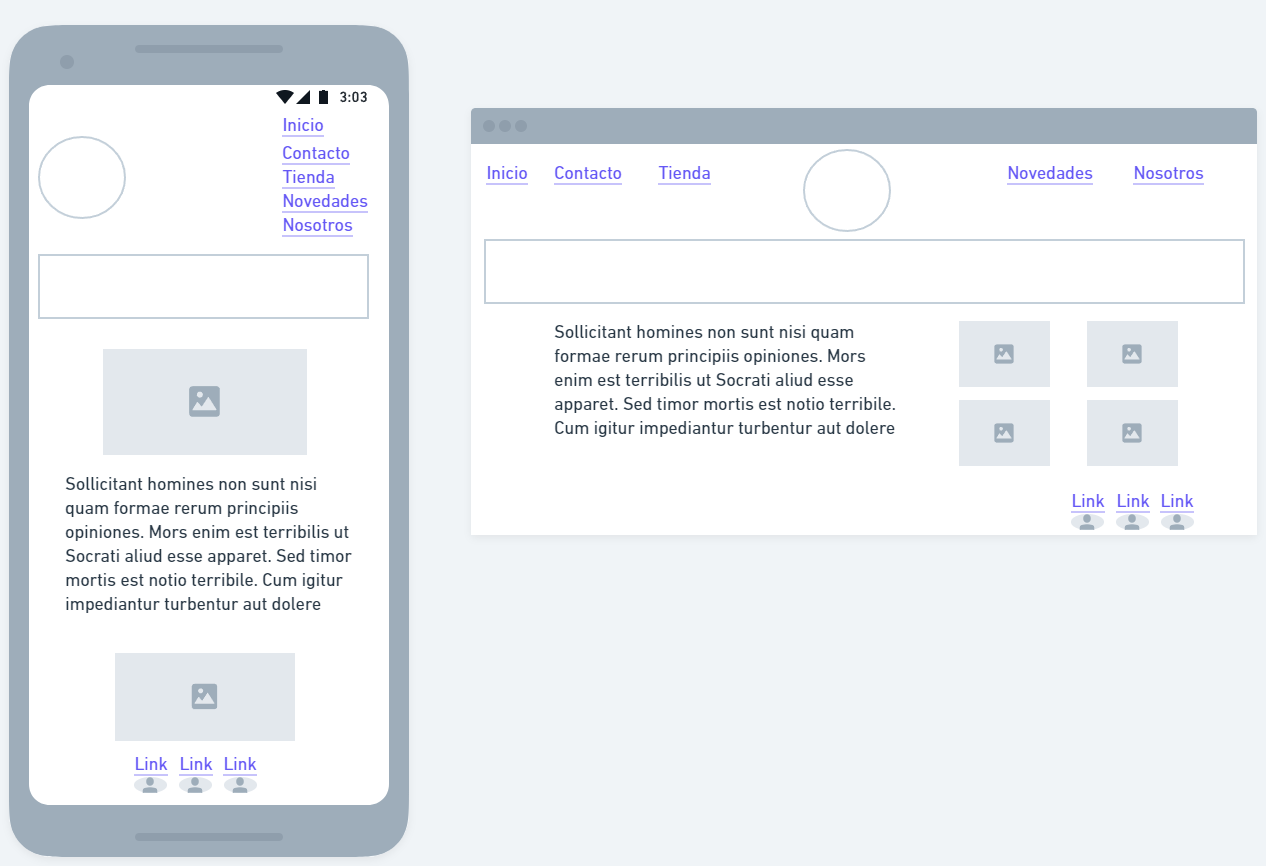 3:03
Inicio
Contacto
Tienda
Novedades
Nosotros
Sollicitant homines non sunt nisi
quam formae rerum principiis
opiniones. Mors enim est terribilis ut
Socrati aliud esse apparet. Sed timor
mortis est notio terribile. Cum igitur
impediantur turbentur aut dolere
Link Link Link
Inicio Contacto Tienda Novedades Nosotros
Sollicitant homines non sunt nisi quam
formae rerum principiis opiniones. Mors
enim est terribilis ut Socrati aliud esse
apparet. Sed timor mortis est notio terribile.
Cum igitur impediantur turbentur aut dolere
Link Link Link